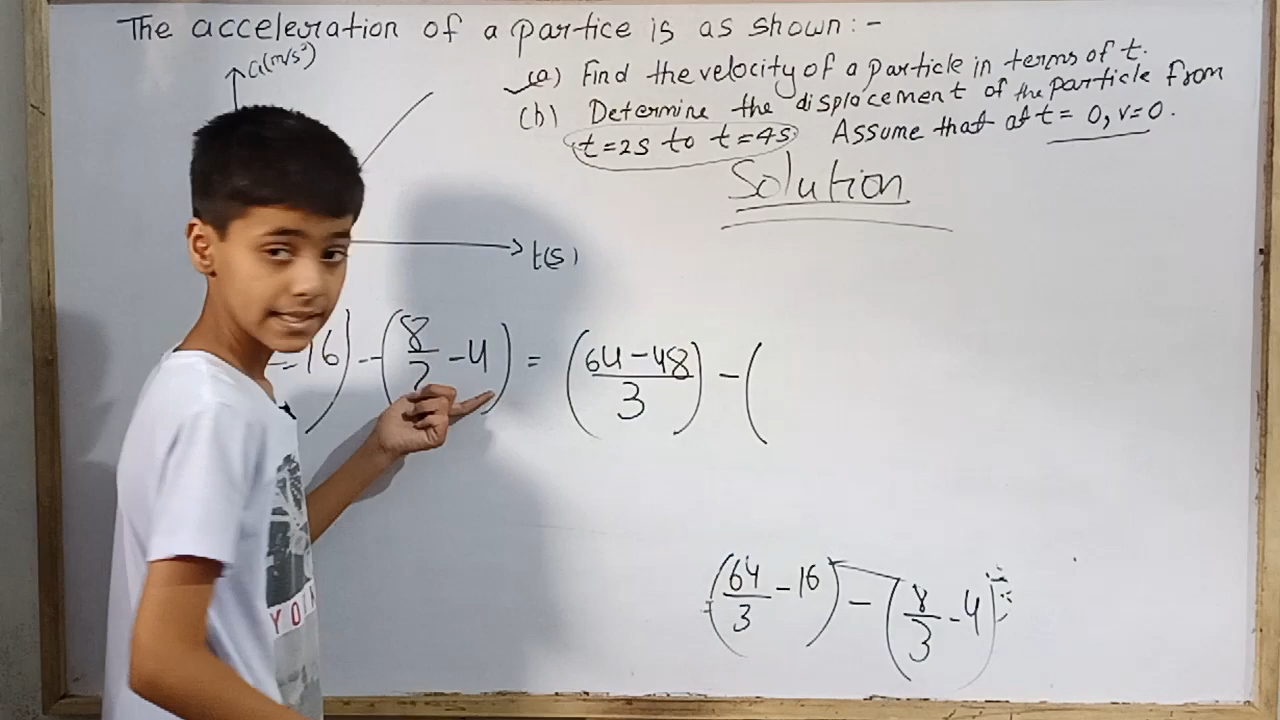 The acceleration of a partice is as shown:-
a(m/s²)
(a) Find the velocity of a particle in terms of t.
(b) Determine the displacement of the particle from
t=2s to t=4s. Assume that at t=0, v=0.
Solution
t(s)
-16) - (8/ -4) = (64-48/3) - (
(64/3 -16) - (8/3 -4)
YO